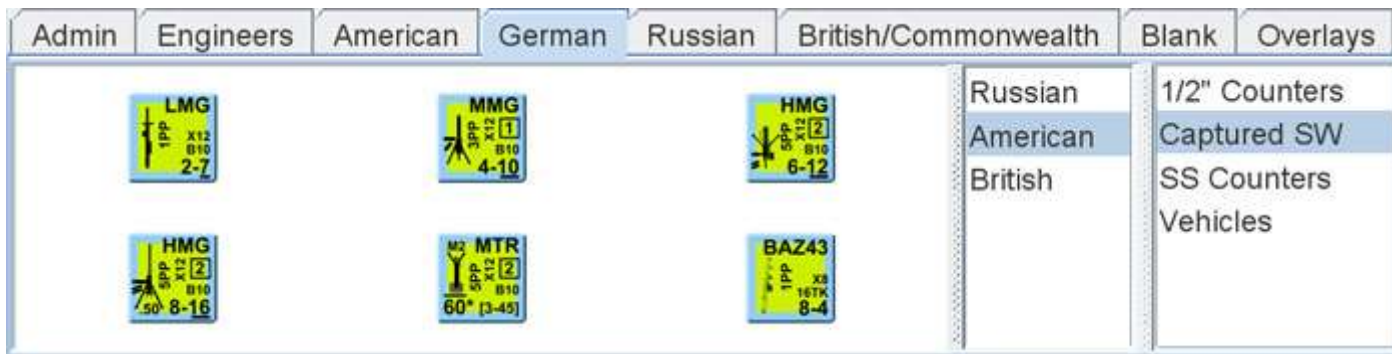 Admin Engineers American German Russian British/Commonwealth Blank Overlays
LMG
1PP
X12
B10
2-7
MMG
3PP
X12
1
B10
4-10
HMG
5PP
X12
2
B10
6-12
HMG
5PP
X12
2
B10
.50 8-16
M2 MTR
5PP
X12
2
B10
60* [3-45]
BAZ43
1PP
X8
16TK
8-4
Russian
American
British
1/2" Counters
Captured SW
SS Counters
Vehicles